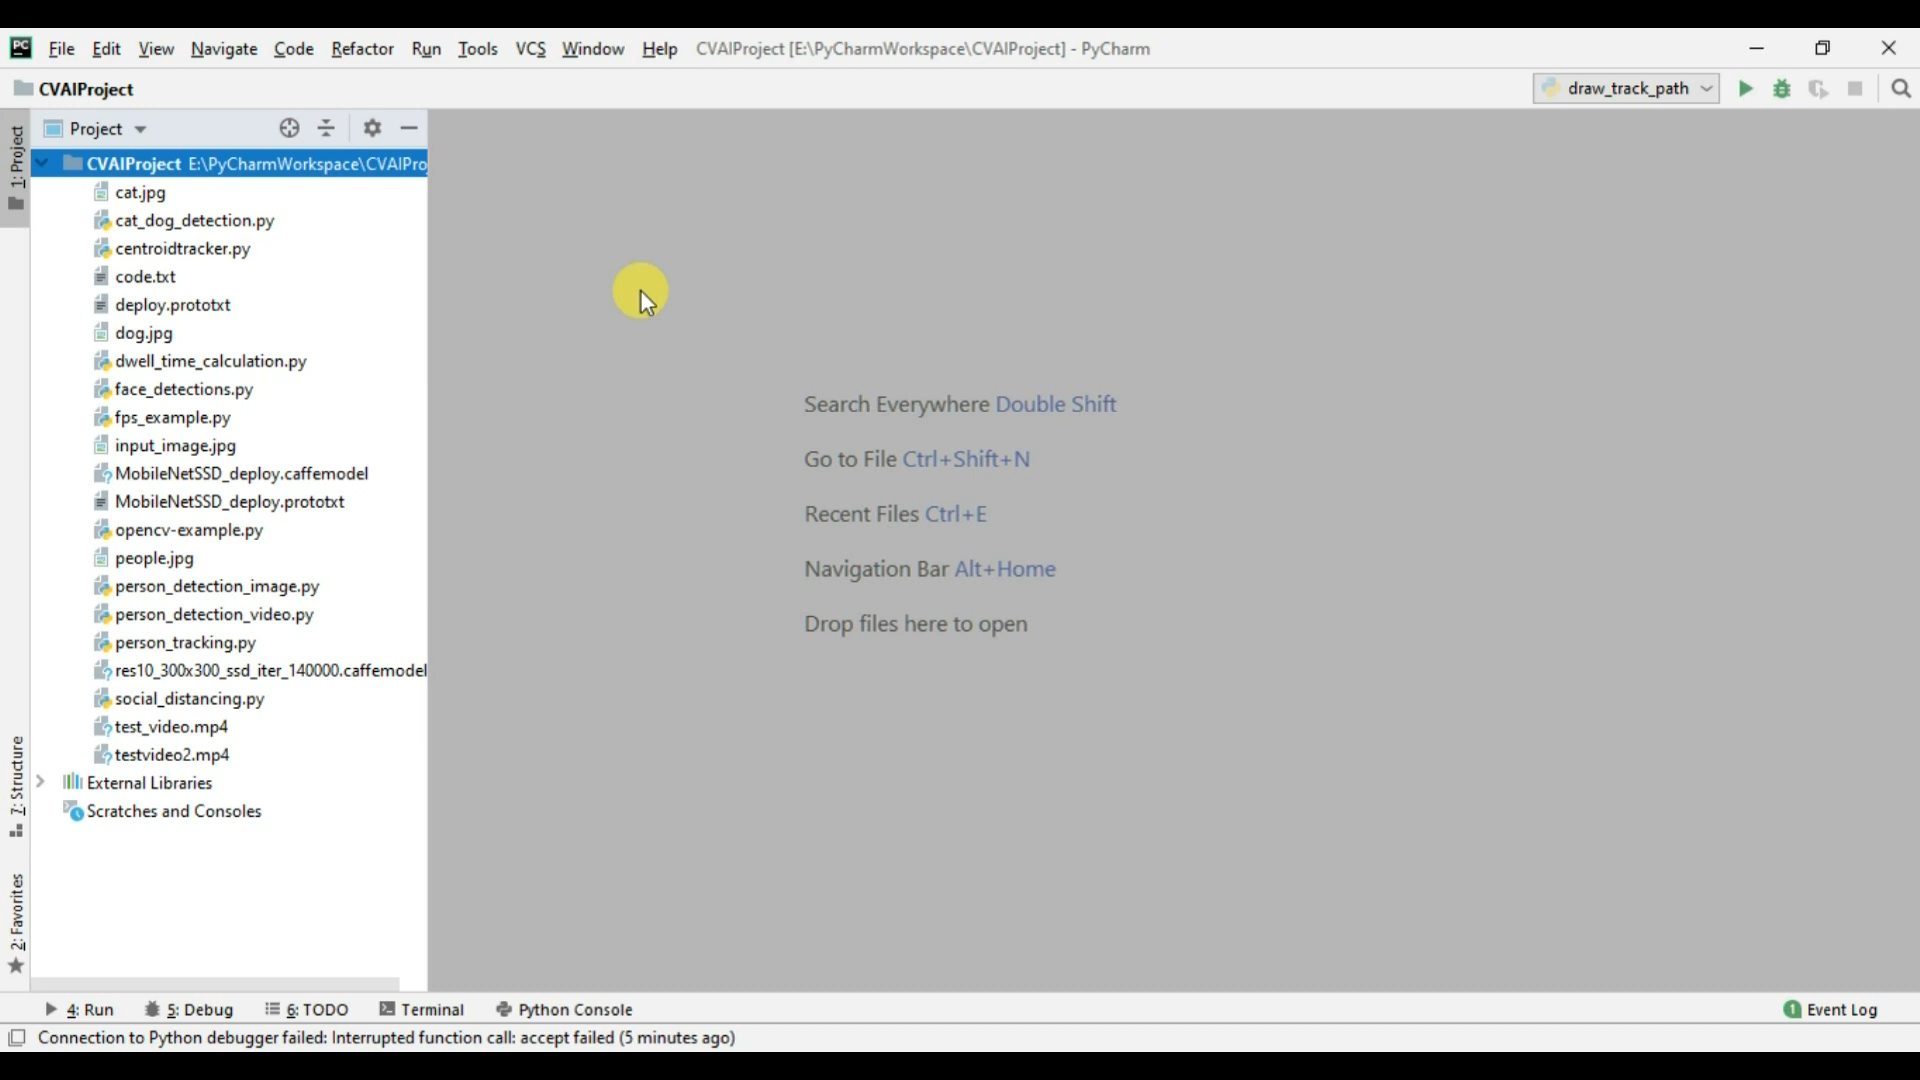 PC File Edit View Navigate Code Refactor Run Tools VCS Window Help CVAIProject [E:\PyCharmWorkspace\CVAIProject] - PyCharm
CVAIProject
draw_track_path
1: Project
Project
CVAIProject E:\PyCharmWorkspace\CVAIPro
cat.jpg
cat_dog_detection.py
centroidtracker.py
code.txt
deploy.prototxt
dog.jpg
dwell_time_calculation.py
face_detections.py
fps_example.py
input_image.jpg
MobileNetSSD_deploy.caffemodel
MobileNetSSD_deploy.prototxt
opencv-example.py
people.jpg
person_detection_image.py
person_detection_video.py
person_tracking.py
res10_300x300_ssd_iter_140000.caffemodel
social_distancing.py
test_video.mp4
testvideo2.mp4
External Libraries
Scratches and Consoles
Search Everywhere Double Shift
Go to File Ctrl+Shift+N
Recent Files Ctrl+E
Navigation Bar Alt+Home
Drop files here to open
7: Structure
2: Favorites
4: Run 5: Debug 6: TODO Terminal Python Console
1 Event Log
Connection to Python debugger failed: Interrupted function call: accept failed (5 minutes ago)